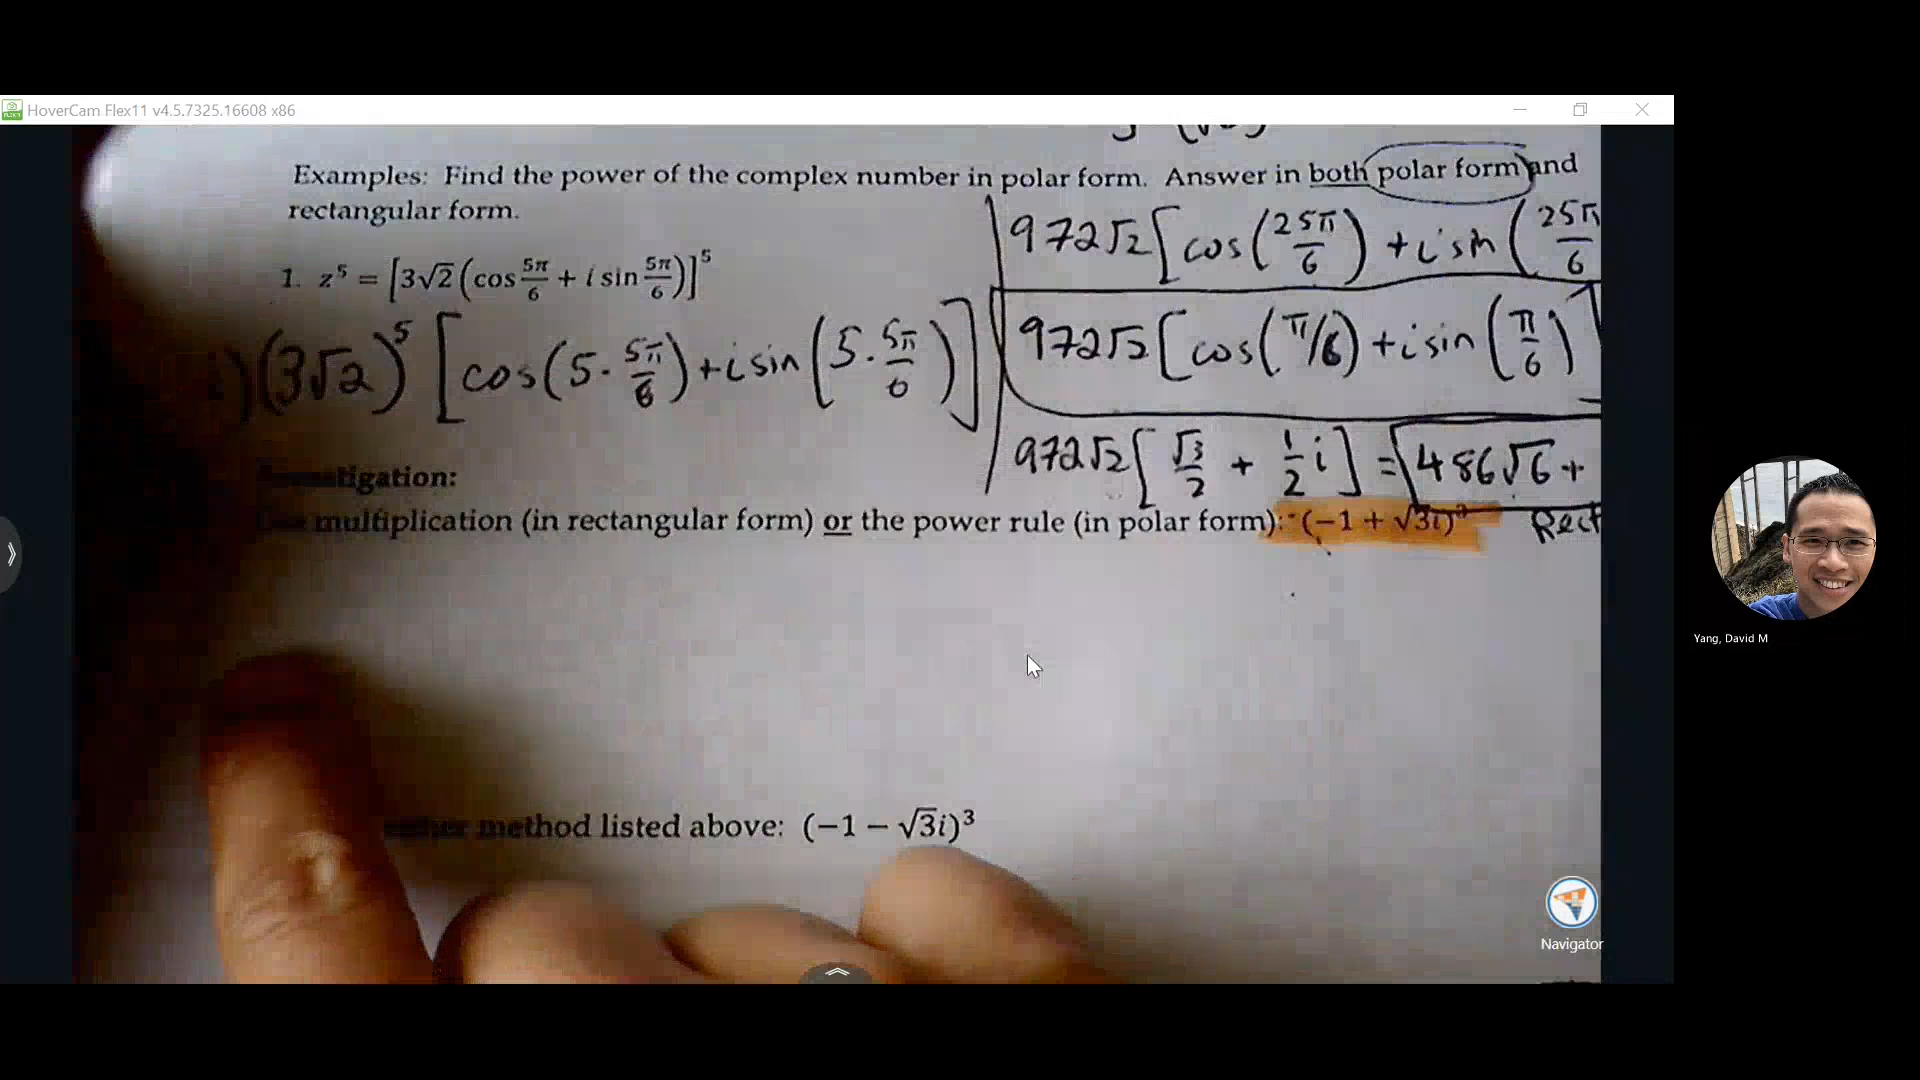 HoverCam Flex11 v4.5.7325.16608 x86
Examples: Find the power of the complex number in polar form. Answer in both polar form and
rectangular form.
1. z⁵ = [3√2(cos 5π/6 + i sin 5π/6)]⁵
(3√2)⁵ [cos(5·5π/6)+i sin(5·5π/6)]
972√2[cos(25π/6)+i sin(25π/6
972√2[cos(π/6)+i sin(π/6)]
972√2[√3/2 + 1/2 i] = 486√6 +
multiplication (in rectangular form) or the power rule (in polar form): (−1 + √3i)³
method listed above: (−1 − √3i)³
Navigator
Yang, David M